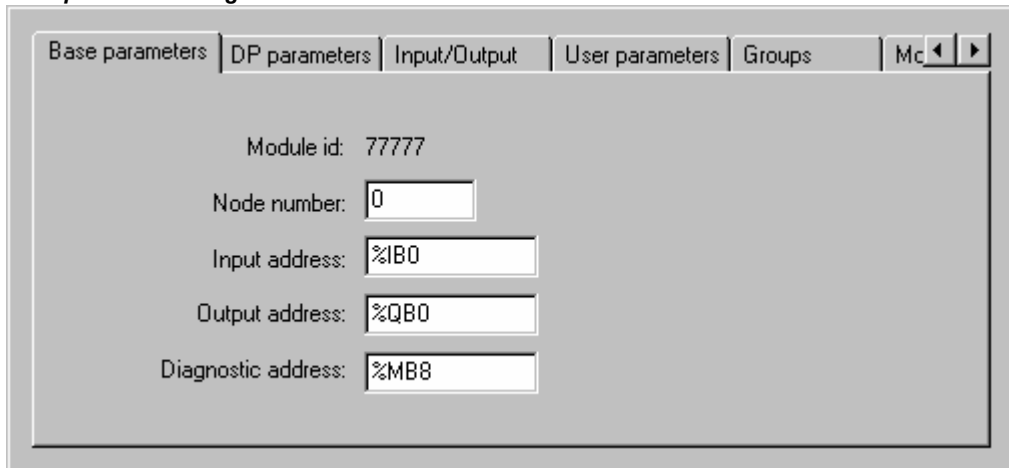 Base parameters DP parameters Input/Output User parameters Groups
Module id: 77777
Node number: 0
Input address: %IB0
Output address: %QB0
Diagnostic address: %MB8